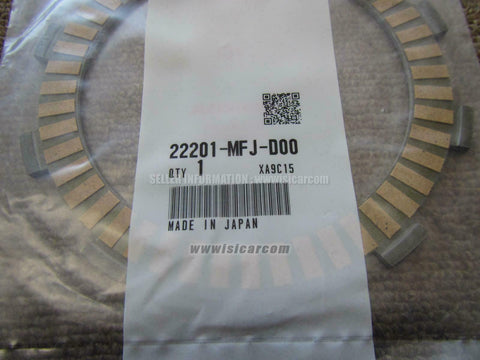 22201-MFJ-D00
SELLER INFORMATION :www.isicar.com
QTY 1 XA9C15
MADE IN JAPAN
www.isicar.com